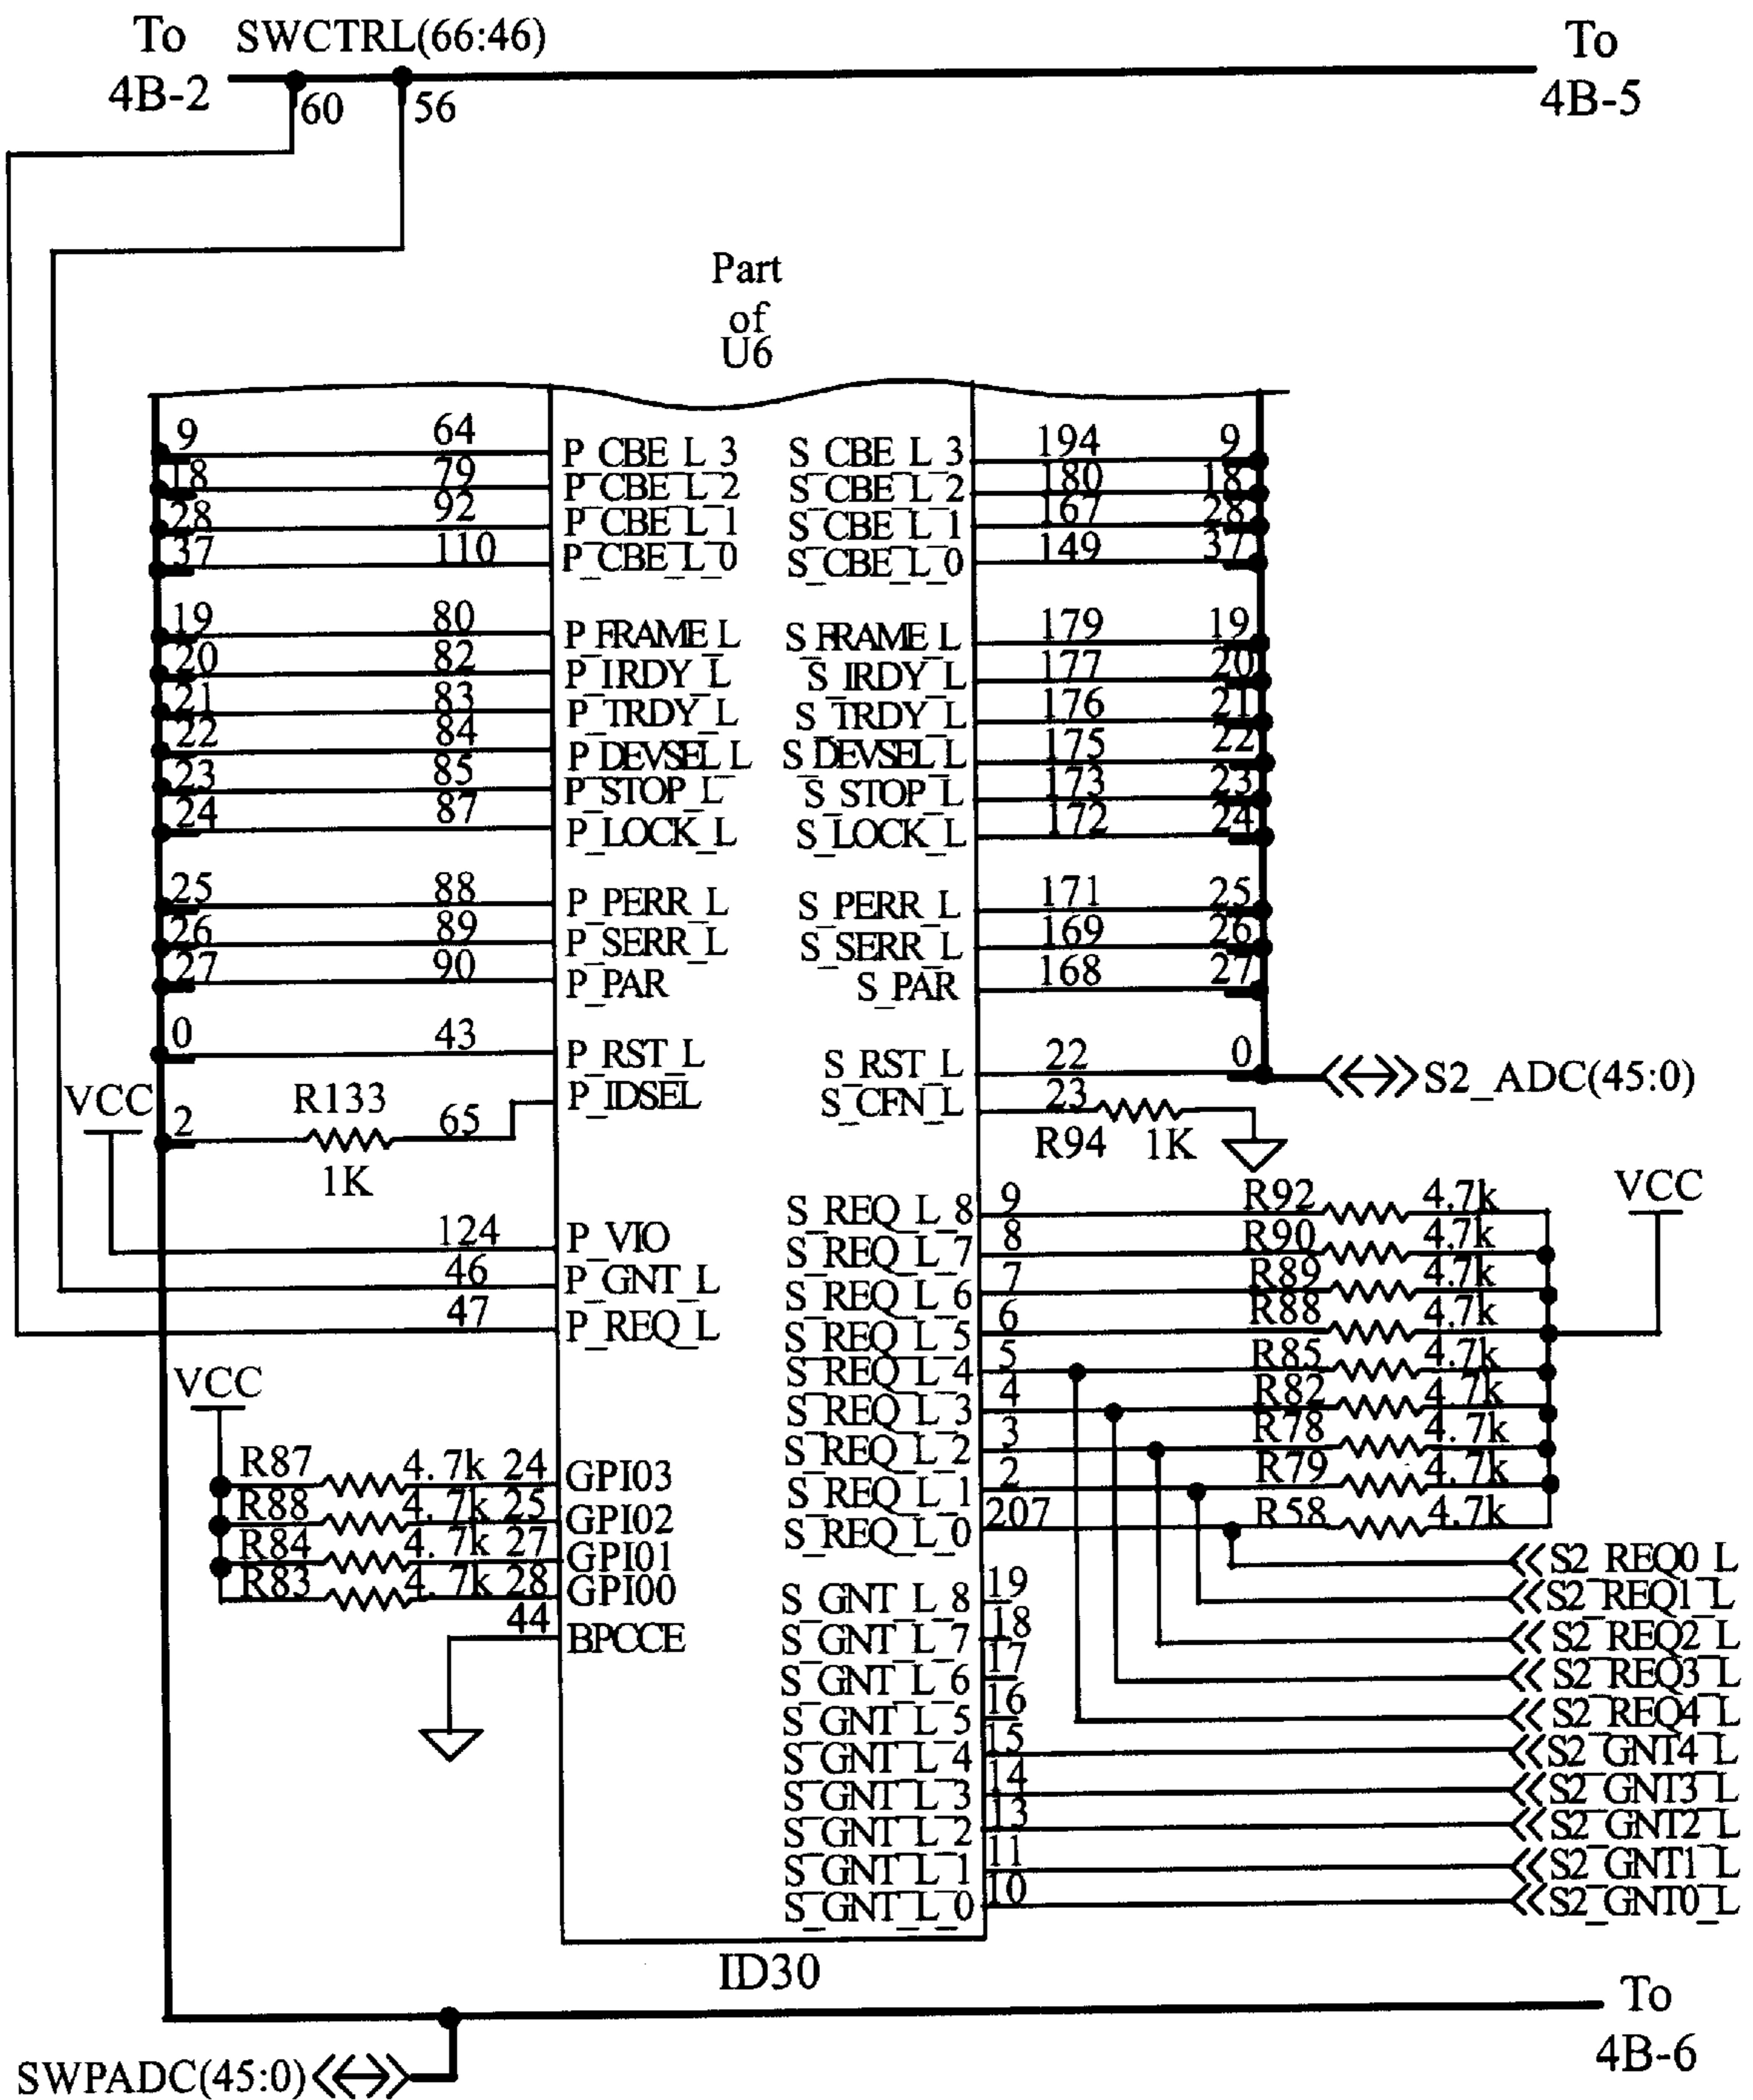 To SWCTRL(66:46) To
4B-2 60 56 4B-5
Part
of
U6
9 64 P_CBE_L_3 S_CBE_L_3 194 9
18 79 P_CBE_L_2 S_CBE_L_2 180 18
28 92 P_CBE_L_1 S_CBE_L_1 167 28
37 110 P_CBE_L_0 S_CBE_L_0 149 37
19 80 P_FRAME_L S_FRAME_L 179 19
20 82 P_IRDY_L S_IRDY_L 177 20
21 83 P_TRDY_L S_TRDY_L 176 21
22 84 P_DEVSEL_L S_DEVSEL_L 175 22
23 85 P_STOP_L S_STOP_L 173 23
24 87 P_LOCK_L S_LOCK_L 172 24
25 88 P_PERR_L S_PERR_L 171 25
26 89 P_SERR_L S_SERR_L 169 26
27 90 P_PAR S_PAR 168 27
0 43 P_RST_L S_RST_L 22 0 S2_ADC(45:0)
VCC 2 R133 1K 65 P_IDSEL S_CFN_L 23 R94 1K
124 P_VIO
46 P_GNT_L
47 P_REQ_L
VCC
S_REQ_L_8 9 R92 4.7k
S_REQ_L_7 8 R90 4.7k
S_REQ_L_6 7 R89 4.7k
S_REQ_L_5 6 R88 4.7k
S_REQ_L_4 5 R85 4.7k
S_REQ_L_3 4 R82 4.7k
S_REQ_L_2 3 R78 4.7k
S_REQ_L_1 2 R79 4.7k
S_REQ_L_0 207 R58 4.7k
VCC
R87 4.7k 24 GPI03
R88 4.7k 25 GPI02
R84 4.7k 27 GPI01
R83 4.7k 28 GPI00
44 BPCCE
S2_REQ0_L
S2_REQ1_L
S2_REQ2_L
S2_REQ3_L
S2_REQ4_L
S_GNT_L_8 19
S_GNT_L_7 18
S_GNT_L_6 17
S_GNT_L_5 16
S_GNT_L_4 15 S2_GNT4_L
S_GNT_L_3 14 S2_GNT3_L
S_GNT_L_2 13 S2_GNT2_L
S_GNT_L_1 11 S2_GNT1_L
S_GNT_L_0 10 S2_GNT0_L
ID30
To
4B-6
SWPADC(45:0)